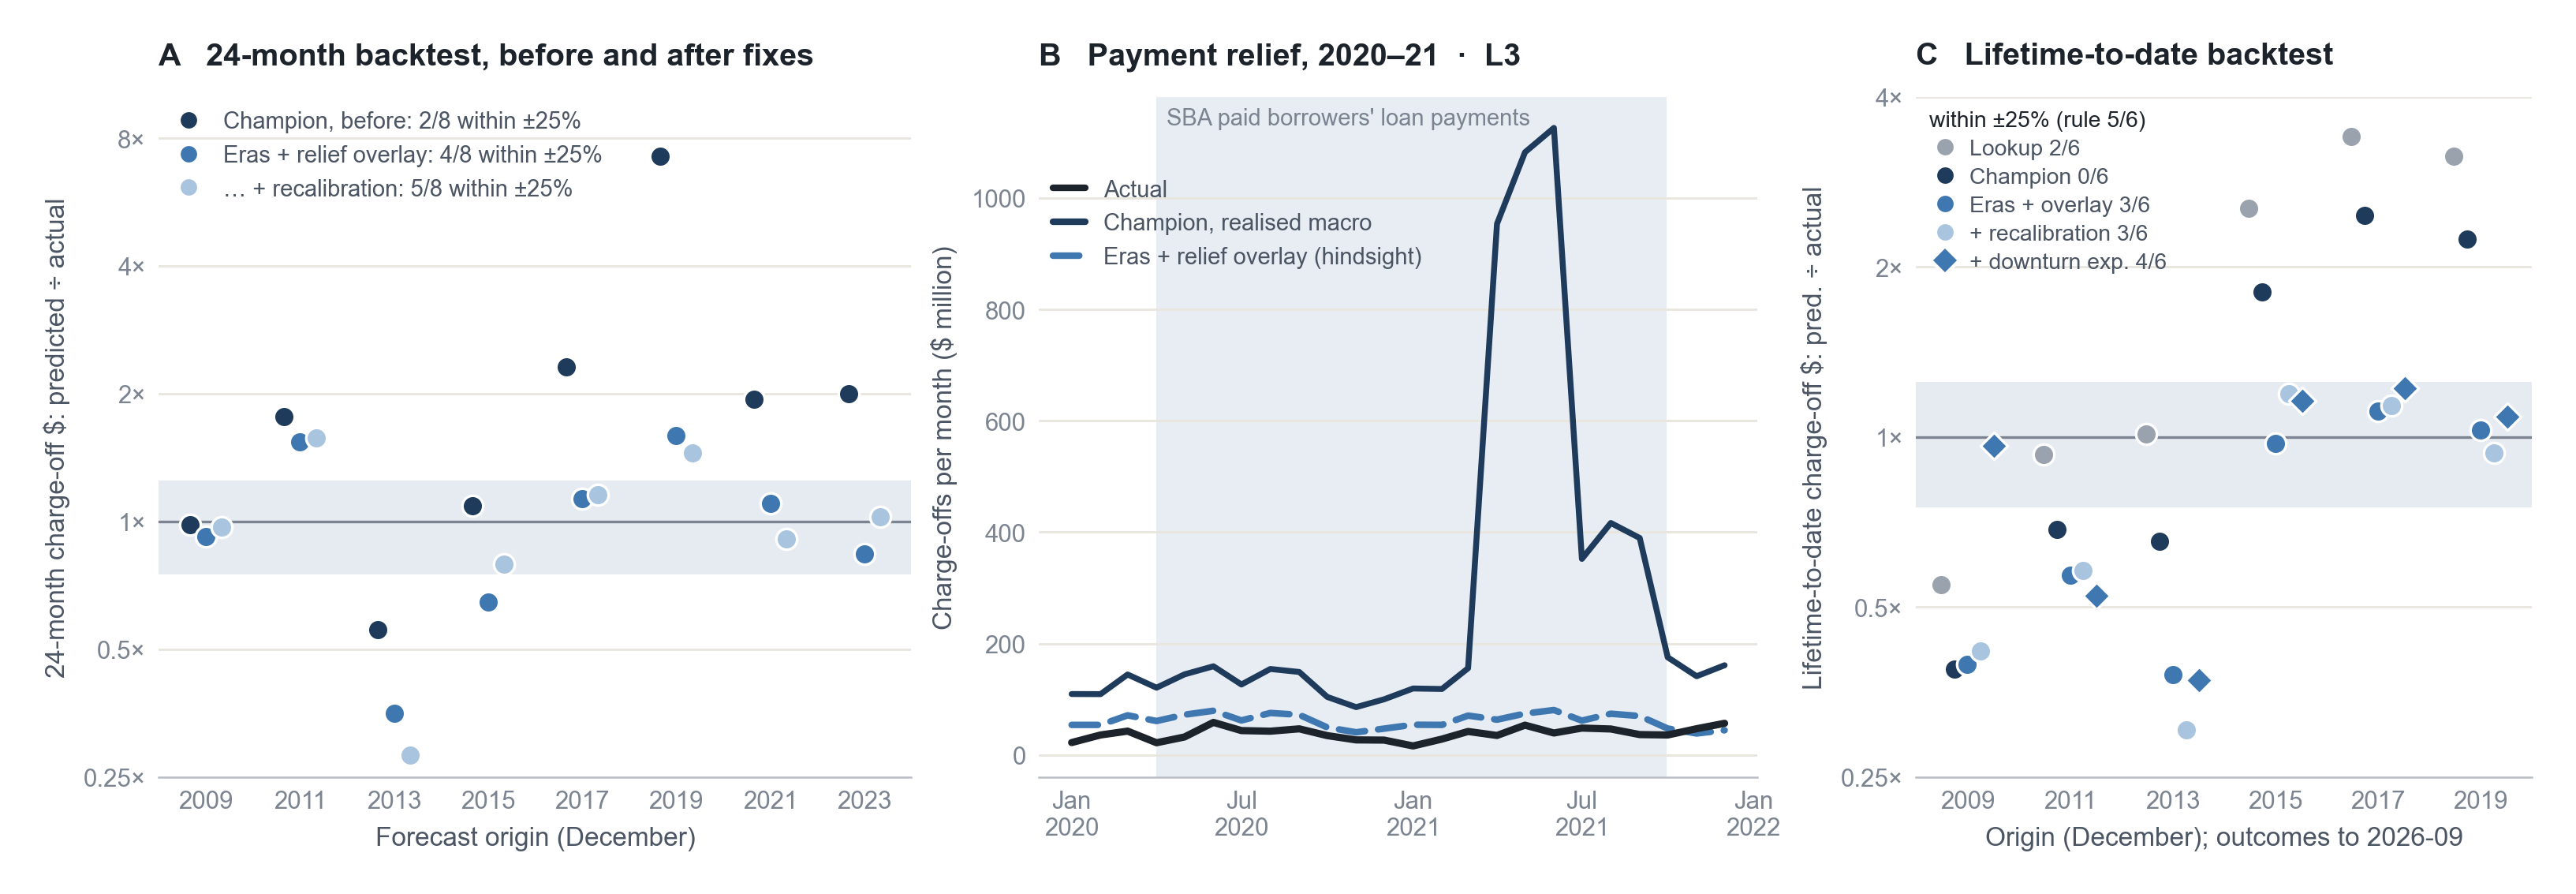 A 24-month backtest, before and after fixes
Champion, before: 2/8 within ±25%
Eras + relief overlay: 4/8 within ±25%
… + recalibration: 5/8 within ±25%
24-month charge-off $: predicted ÷ actual
8×
4×
2×
1×
0.5×
0.25×
2009 2011 2013 2015 2017 2019 2021 2023
Forecast origin (December)
B Payment relief, 2020–21 · L3
SBA paid borrowers' loan payments
Actual
Champion, realised macro
Eras + relief overlay (hindsight)
Charge-offs per month ($ million)
1000
800
600
400
200
0
Jan Jul Jan Jul Jan
2020 2020 2021 2021 2022
C Lifetime-to-date backtest
within ±25% (rule 5/6)
Lookup 2/6
Champion 0/6
Eras + overlay 3/6
+ recalibration 3/6
+ downturn exp. 4/6
Lifetime-to-date charge-off $: pred. ÷ actual
4×
2×
1×
0.5×
0.25×
2009 2011 2013 2015 2017 2019
Origin (December); outcomes to 2026-09